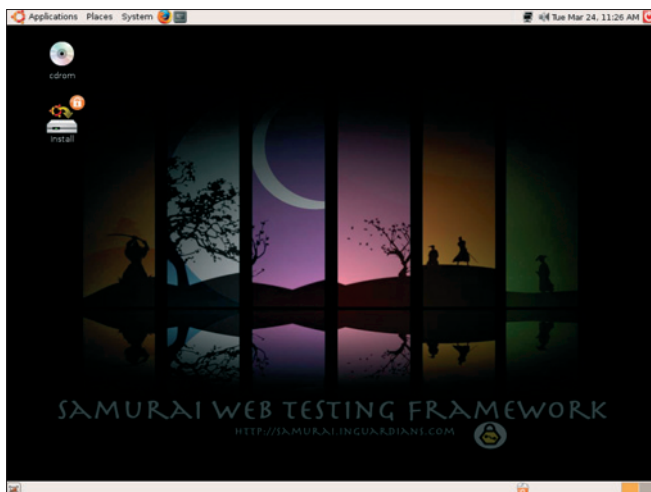 Applications Places System Tue Mar 24, 11:26 AM
cdrom
Install
SAMURAI WEB TESTING FRAMEWORK
HTTP://SAMURAI.INGUARDIANS.COM